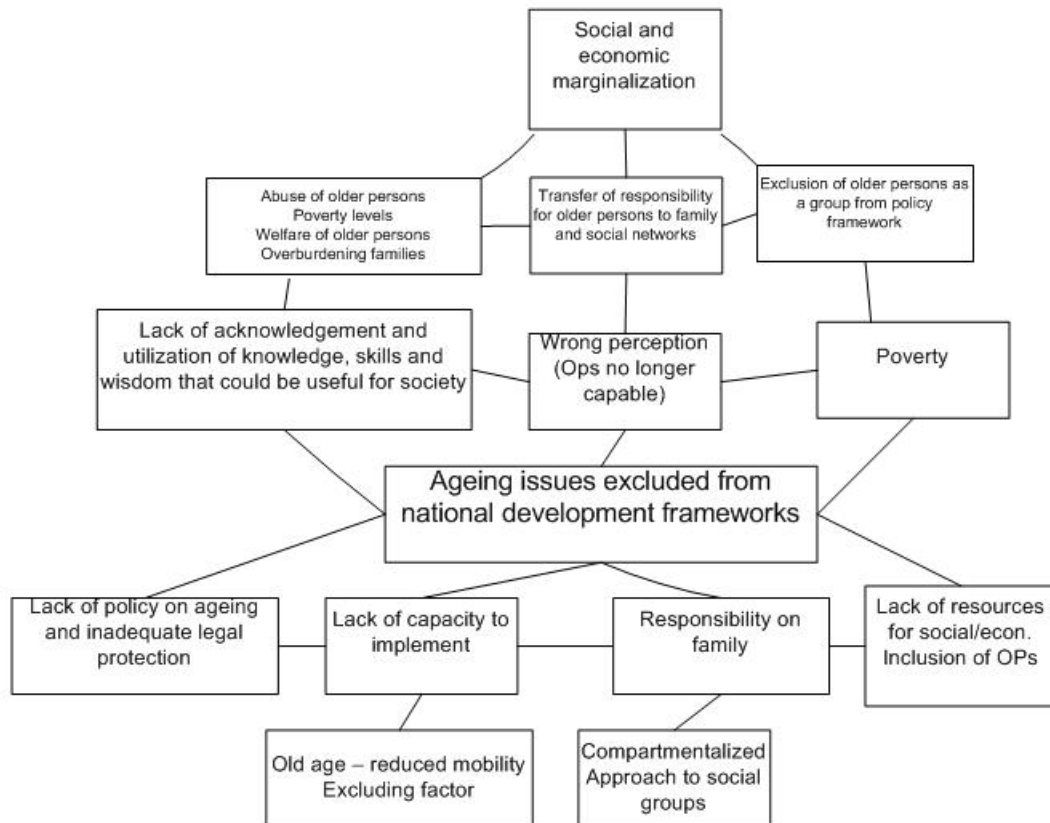 Social and
economic
marginalization
Abuse of older persons
Poverty levels
Welfare of older persons
Overburdening families
Transfer of responsibility
for older persons to family
and social networks
Exclusion of older persons as
a group from policy
framework
Lack of acknowledgement and
utilization of knowledge, skills and
wisdom that could be useful for society
Wrong perception
(Ops no longer
capable)
Poverty
Ageing issues excluded from
national development frameworks
Lack of policy on ageing
and inadequate legal
protection
Lack of capacity to
implement
Responsibility on
family
Lack of resources
for social/econ.
Inclusion of OPs
Old age – reduced mobility
Excluding factor
Compartmentalized
Approach to social
groups